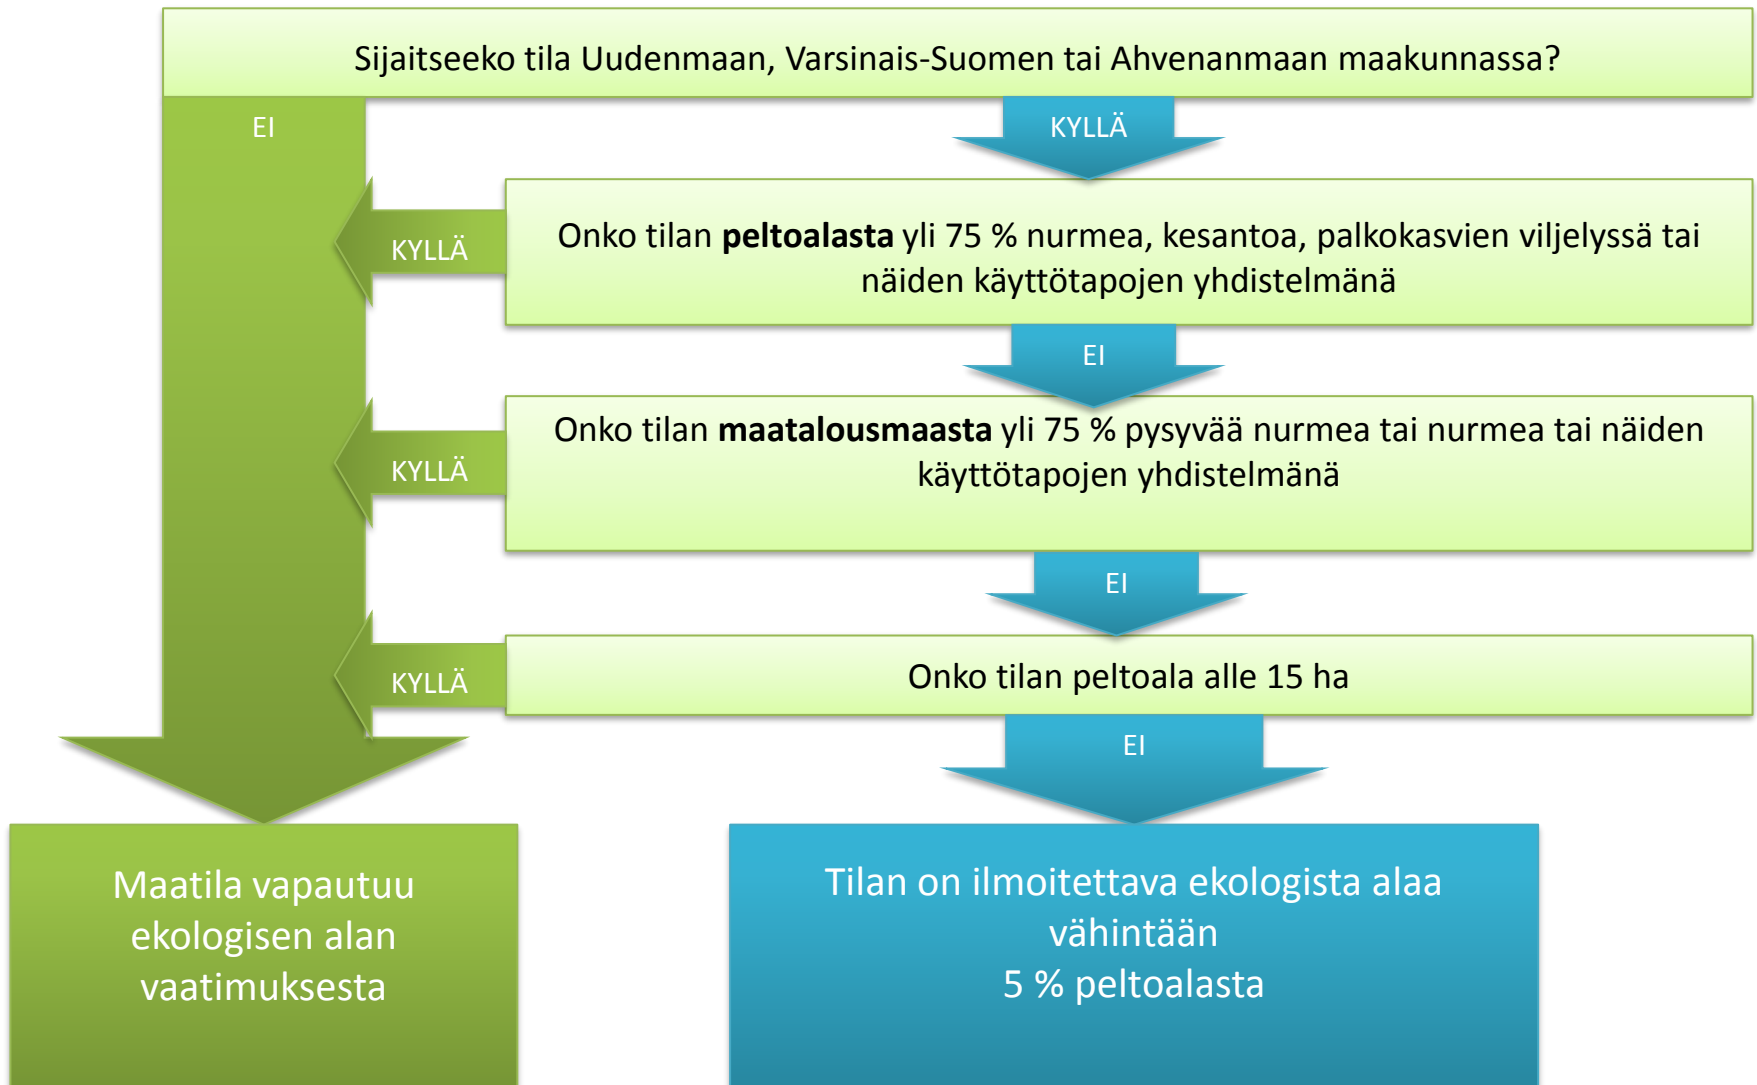 Sijaitseeko tila Uudenmaan, Varsinais-Suomen tai Ahvenanmaan maakunnassa?
EI
KYLLÄ
KYLLÄ
Onko tilan peltoalasta yli 75 % nurmea, kesantoa, palkokasvien viljelyssä tai
näiden käyttötapojen yhdistelmänä
EI
KYLLÄ
Onko tilan maatalousmaasta yli 75 % pysyvää nurmea tai nurmea tai näiden
käyttötapojen yhdistelmänä
EI
KYLLÄ
Onko tilan peltoala alle 15 ha
EI
Maatila vapautuu
ekologisen alan
vaatimuksesta
Tilan on ilmoitettava ekologista alaa
vähintään
5 % peltoalasta